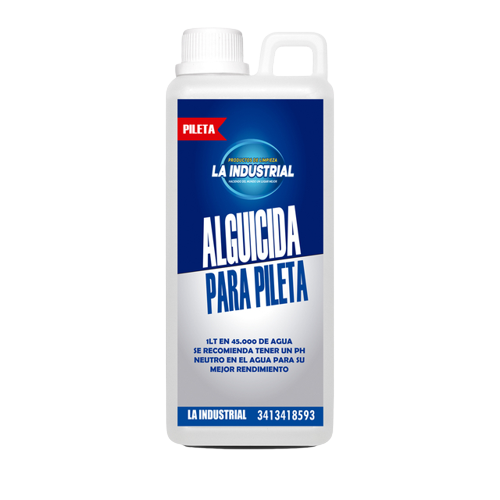 PILETA
PRODUCTOS DE LIMPIEZA
LA INDUSTRIAL
ALGUICIDA
PARA PILETA
1LT EN 45.000 DE AGUA
SE RECOMIENDA TENER UN PH
NEUTRO EN EL AGUA PARA SU
MEJOR RENDIMIENTO
LA INDUSTRIAL 3413418593